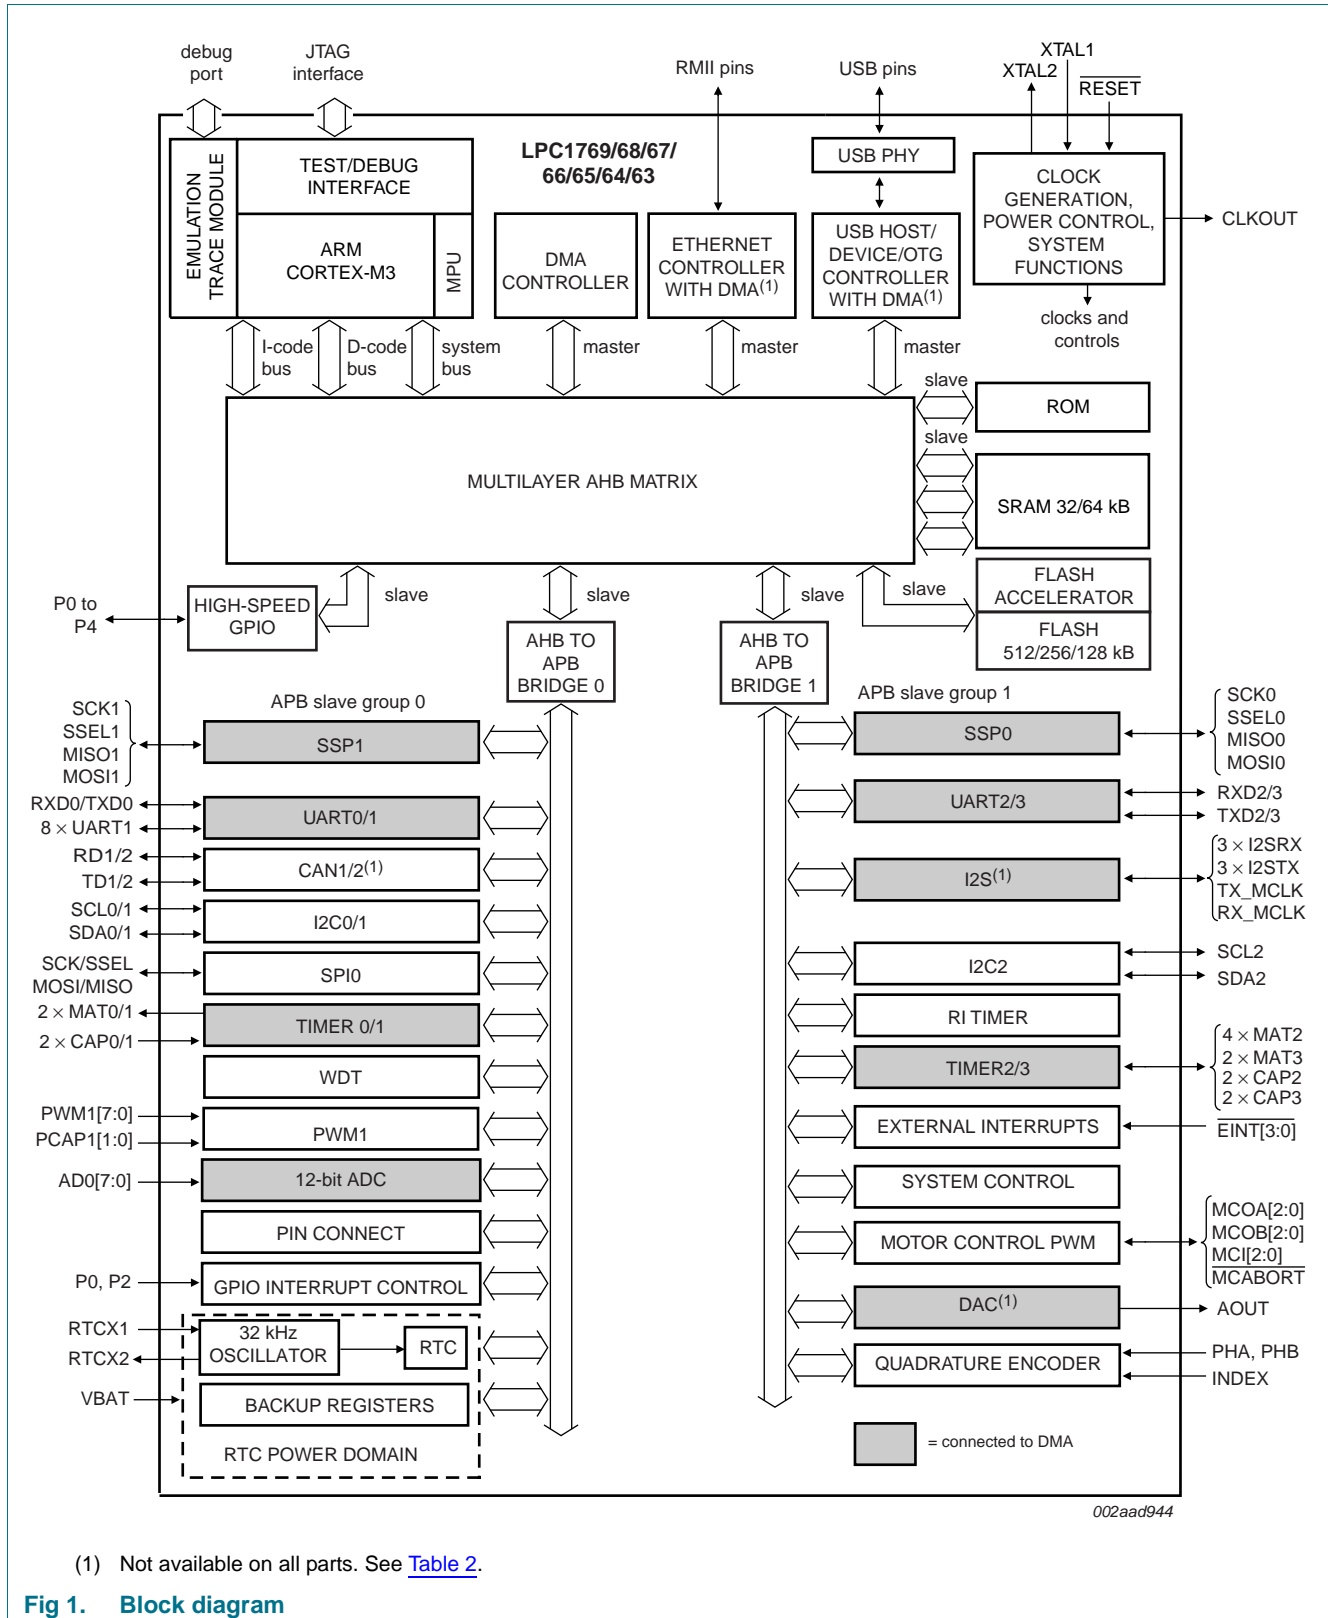 debug
port
JTAG
interface
RMII pins
USB pins
XTAL1
XTAL2
RESET
LPC1769/68/67/
66/65/64/63
EMULATION
TRACE MODULE
TEST/DEBUG
INTERFACE
ARM
CORTEX-M3
MPU
DMA
CONTROLLER
ETHERNET
CONTROLLER
WITH DMA(1)
USB PHY
USB HOST/
DEVICE/OTG
CONTROLLER
WITH DMA(1)
CLOCK
GENERATION,
POWER CONTROL,
SYSTEM
FUNCTIONS
CLKOUT
clocks and
controls
I-code
bus
D-code
bus
system
bus
master
master
master
slave
ROM
slave
MULTILAYER AHB MATRIX
SRAM 32/64 kB
P0 to
P4
HIGH-SPEED
GPIO
slave
slave
slave
slave
FLASH
ACCELERATOR
FLASH
512/256/128 kB
AHB TO
APB
BRIDGE 0
AHB TO
APB
BRIDGE 1
APB slave group 0
APB slave group 1
SCK1
SSEL1
MISO1
MOSI1
SSP1
RXD0/TXD0
8 × UART1
UART0/1
RD1/2
TD1/2
CAN1/2(1)
SCL0/1
SDA0/1
I2C0/1
SCK/SSEL
MOSI/MISO
SPI0
2 × MAT0/1
2 × CAP0/1
TIMER 0/1
WDT
PWM1[7:0]
PCAP1[1:0]
PWM1
AD0[7:0]
12-bit ADC
PIN CONNECT
P0, P2
GPIO INTERRUPT CONTROL
RTCX1
RTCX2
32 kHz
OSCILLATOR
RTC
VBAT
BACKUP REGISTERS
RTC POWER DOMAIN
SSP0
SCK0
SSEL0
MISO0
MOSI0
UART2/3
RXD2/3
TXD2/3
I2S(1)
3 × I2SRX
3 × I2STX
TX_MCLK
RX_MCLK
I2C2
SCL2
SDA2
RI TIMER
TIMER2/3
4 × MAT2
2 × MAT3
2 × CAP2
2 × CAP3
EXTERNAL INTERRUPTS
EINT[3:0]
SYSTEM CONTROL
MOTOR CONTROL PWM
MCOA[2:0]
MCOB[2:0]
MCI[2:0]
MCABORT
DAC(1)
AOUT
QUADRATURE ENCODER
PHA, PHB
INDEX
= connected to DMA
002aad944
(1) Not available on all parts. See Table 2.
Fig 1. Block diagram